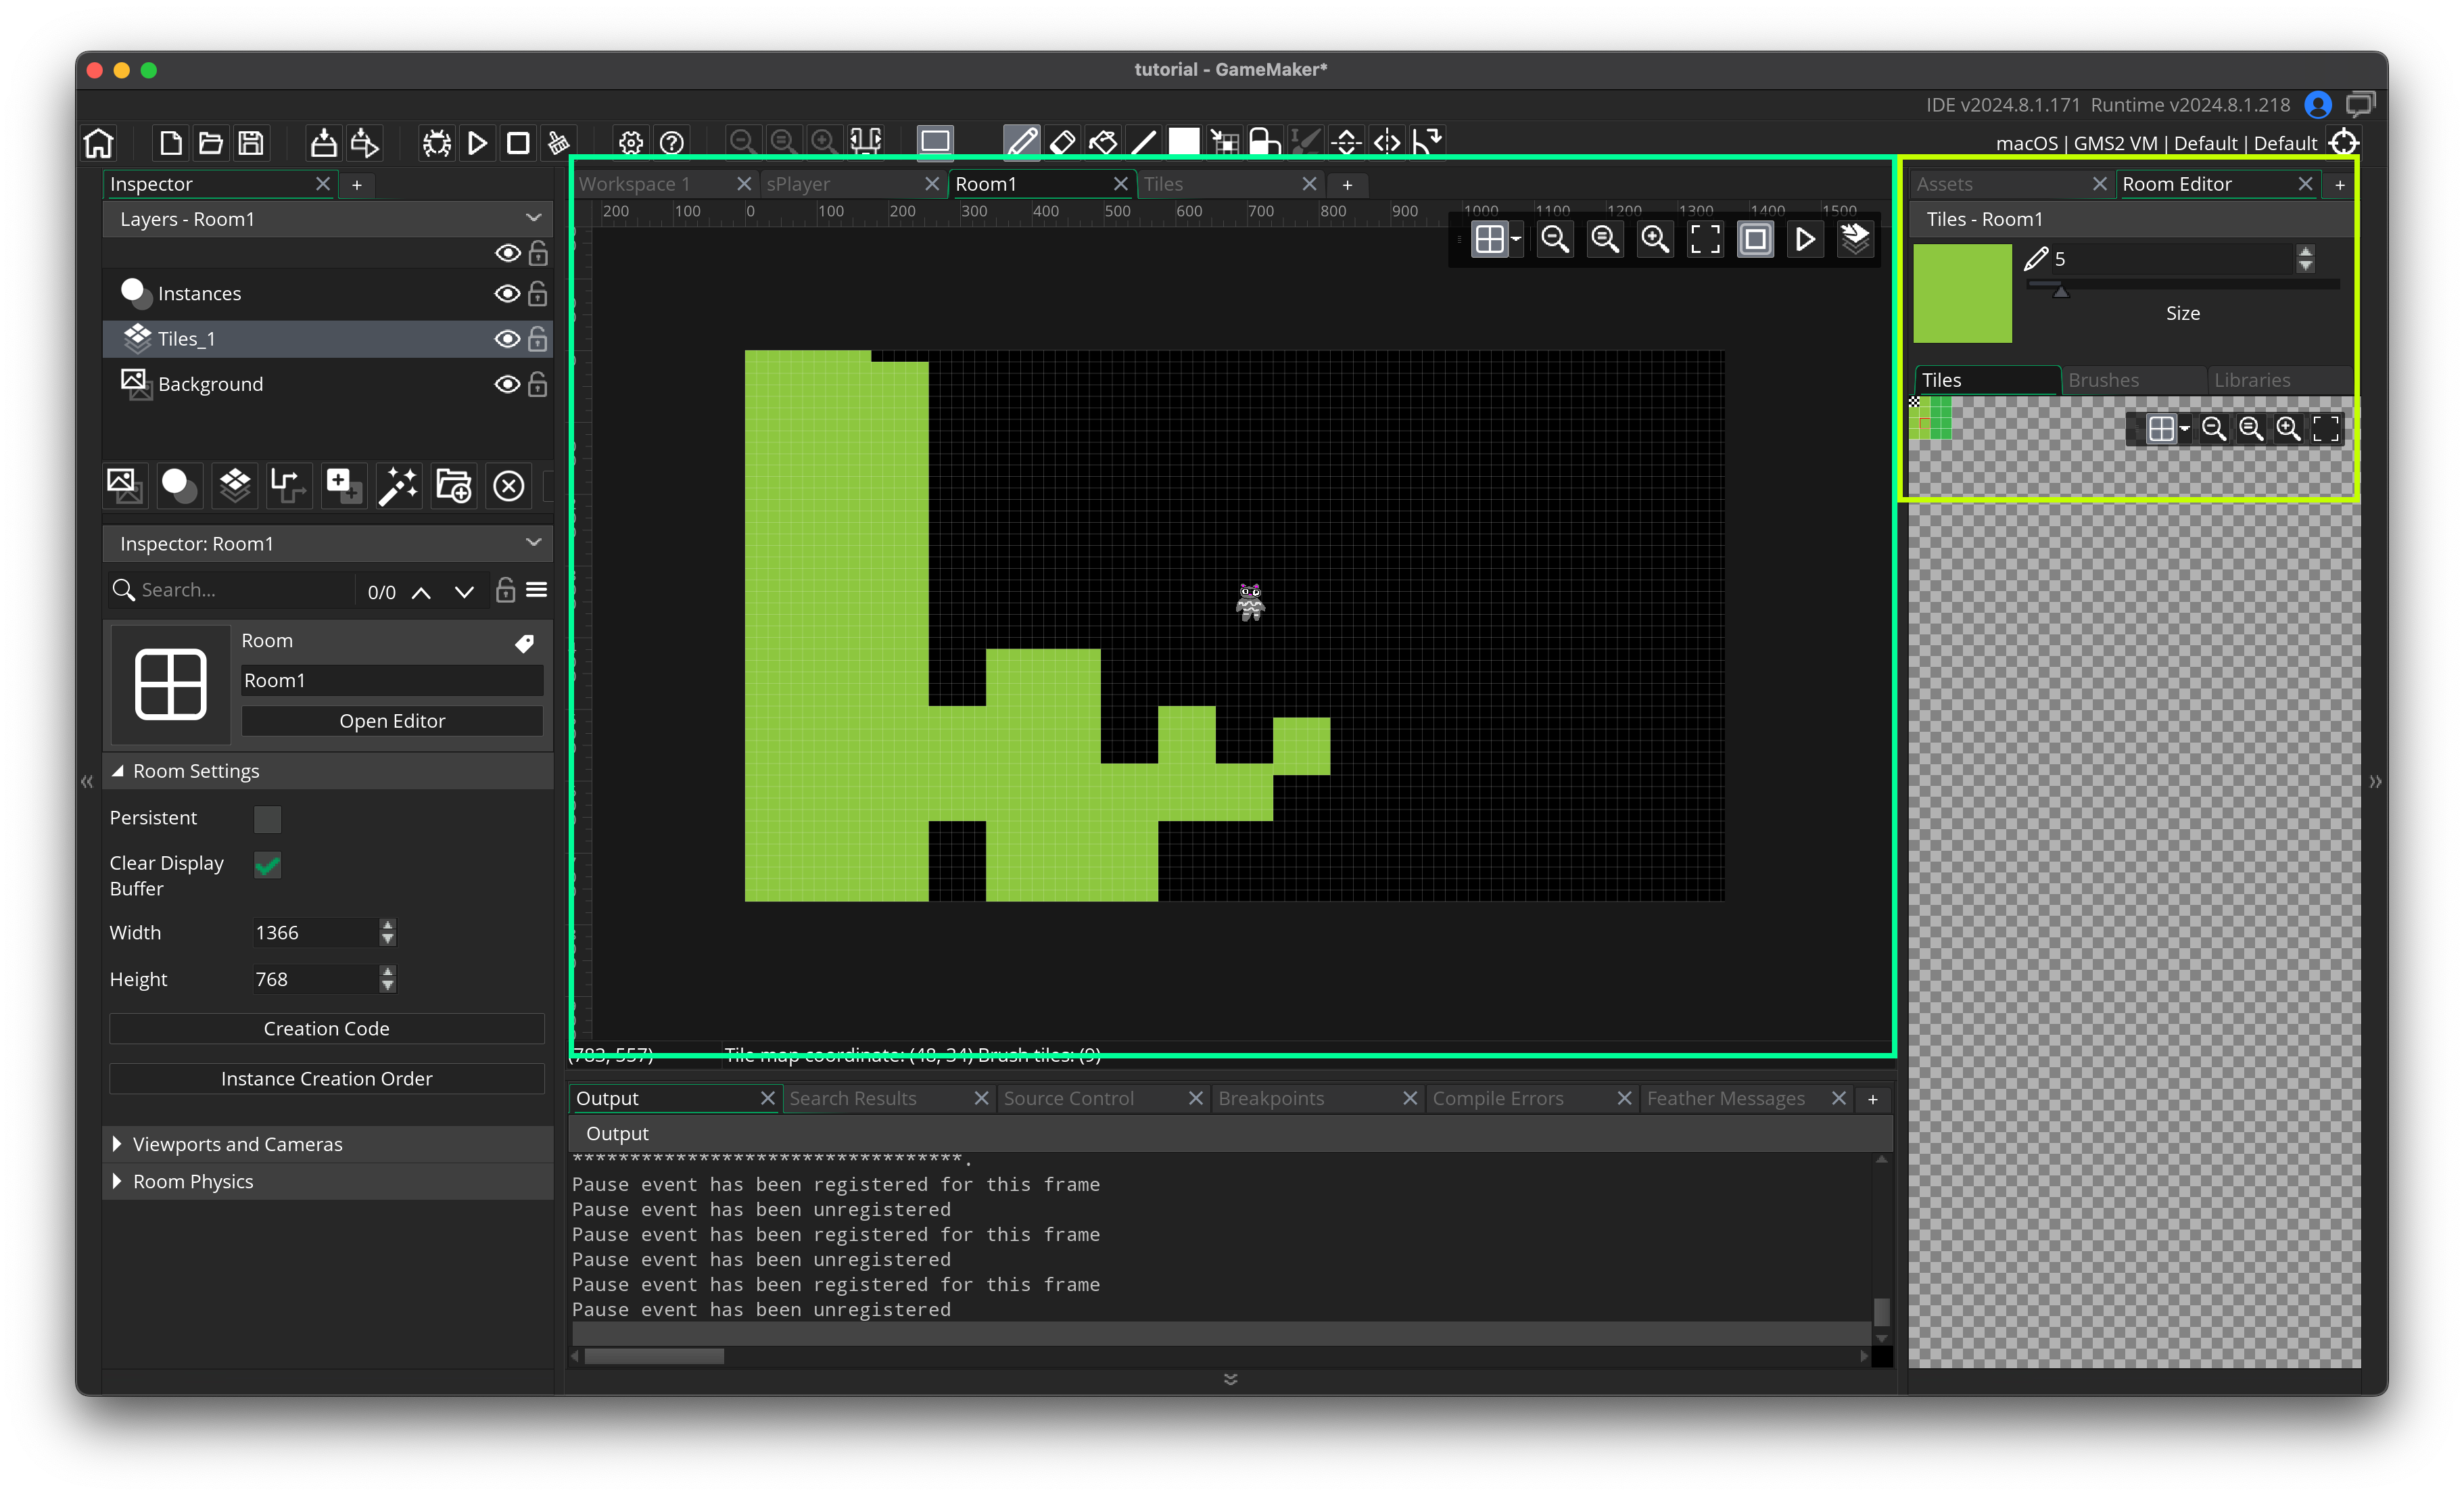 tutorial - GameMaker*
IDE v2024.8.1.171 Runtime v2024.8.1.218
macOS | GMS2 VM | Default | Default
Inspector
+
Layers - Room1
Instances
Tiles_1
Background
Inspector: Room1
Search...
0/0
Room
Room1
Open Editor
Room Settings
Persistent
Clear Display
Buffer
Width
1366
Height
768
Creation Code
Instance Creation Order
Viewports and Cameras
Room Physics
Workspace 1
sPlayer
Room1
Tiles
+
200 100 0 100 200 300 400 500 600 700 800 900 1000 1100 1200 1300 1400 1500
(783, 557)
Tile map coordinate: (48, 34) Brush tiles: (9)
Output
Search Results
Source Control
Breakpoints
Compile Errors
Feather Messages
+
Output
**********************************.
Pause event has been registered for this frame
Pause event has been unregistered
Pause event has been registered for this frame
Pause event has been unregistered
Pause event has been registered for this frame
Pause event has been unregistered
Assets
Room Editor
+
Tiles - Room1
5
Size
Tiles
Brushes
Libraries